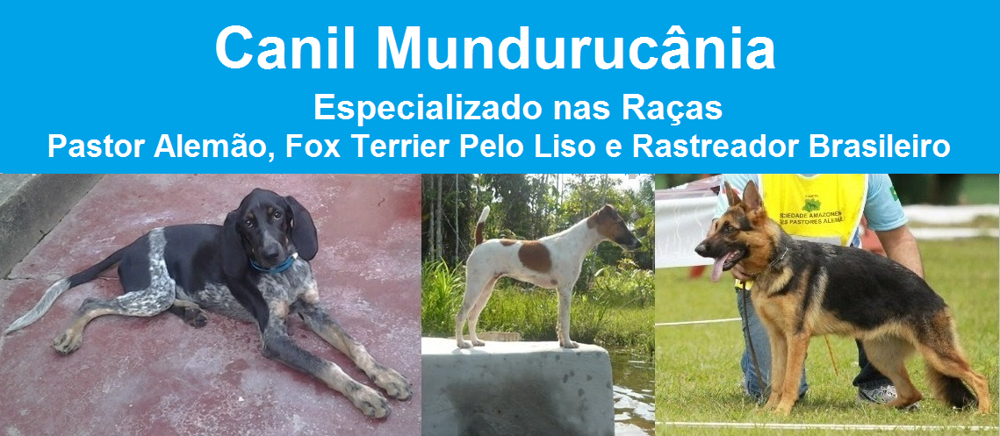 Canil Mundurucânia
Especializado nas Raças
Pastor Alemão, Fox Terrier Pelo Liso e Rastreador Brasileiro